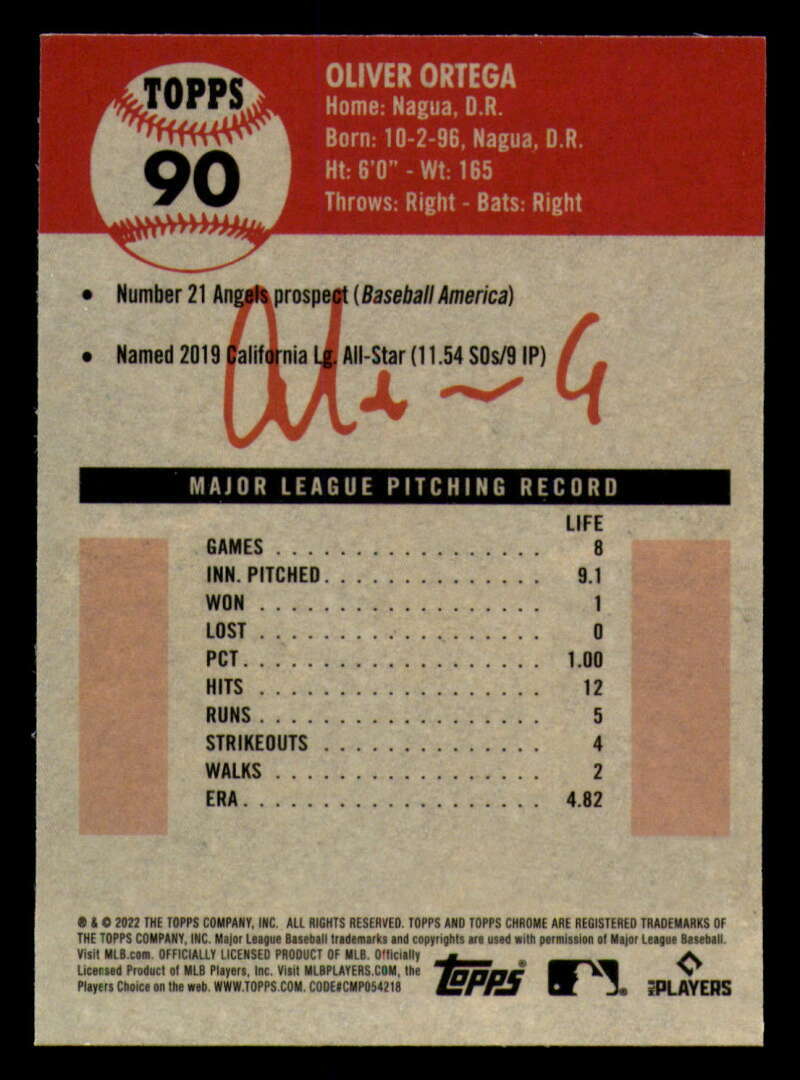 TOPPS
90
OLIVER ORTEGA
Home: Nagua, D.R.
Born: 10-2-96, Nagua, D.R.
Ht: 6'0" - Wt: 165
Throws: Right - Bats: Right
• Number 21 Angels prospect (Baseball America)
• Named 2019 California Lg. All-Star (11.54 SOs/9 IP)
MAJOR LEAGUE PITCHING RECORD
LIFE
GAMES . . . . . . . . . . . . . . . . . 8
INN. PITCHED. . . . . . . . . . . . . . 9.1
WON . . . . . . . . . . . . . . . . . . 1
LOST . . . . . . . . . . . . . . . . . . 0
PCT. . . . . . . . . . . . . . . . . . . 1.00
HITS . . . . . . . . . . . . . . . . . . 12
RUNS . . . . . . . . . . . . . . . . . . 5
STRIKEOUTS . . . . . . . . . . . . . . 4
WALKS . . . . . . . . . . . . . . . . . 2
ERA. . . . . . . . . . . . . . . . . . . 4.82
® & © 2022 THE TOPPS COMPANY, INC. ALL RIGHTS RESERVED. TOPPS AND TOPPS CHROME ARE REGISTERED TRADEMARKS OF
THE TOPPS COMPANY, INC. Major League Baseball trademarks and copyrights are used with permission of Major League Baseball.
Visit MLB.com. OFFICIALLY LICENSED PRODUCT OF MLB. Officially
Licensed Product of MLB Players, Inc. Visit MLBPLAYERS.COM, the
Players Choice on the web. WWW.TOPPS.COM. CODE#CMP054218
TOPPS®
MLB PLAYERS